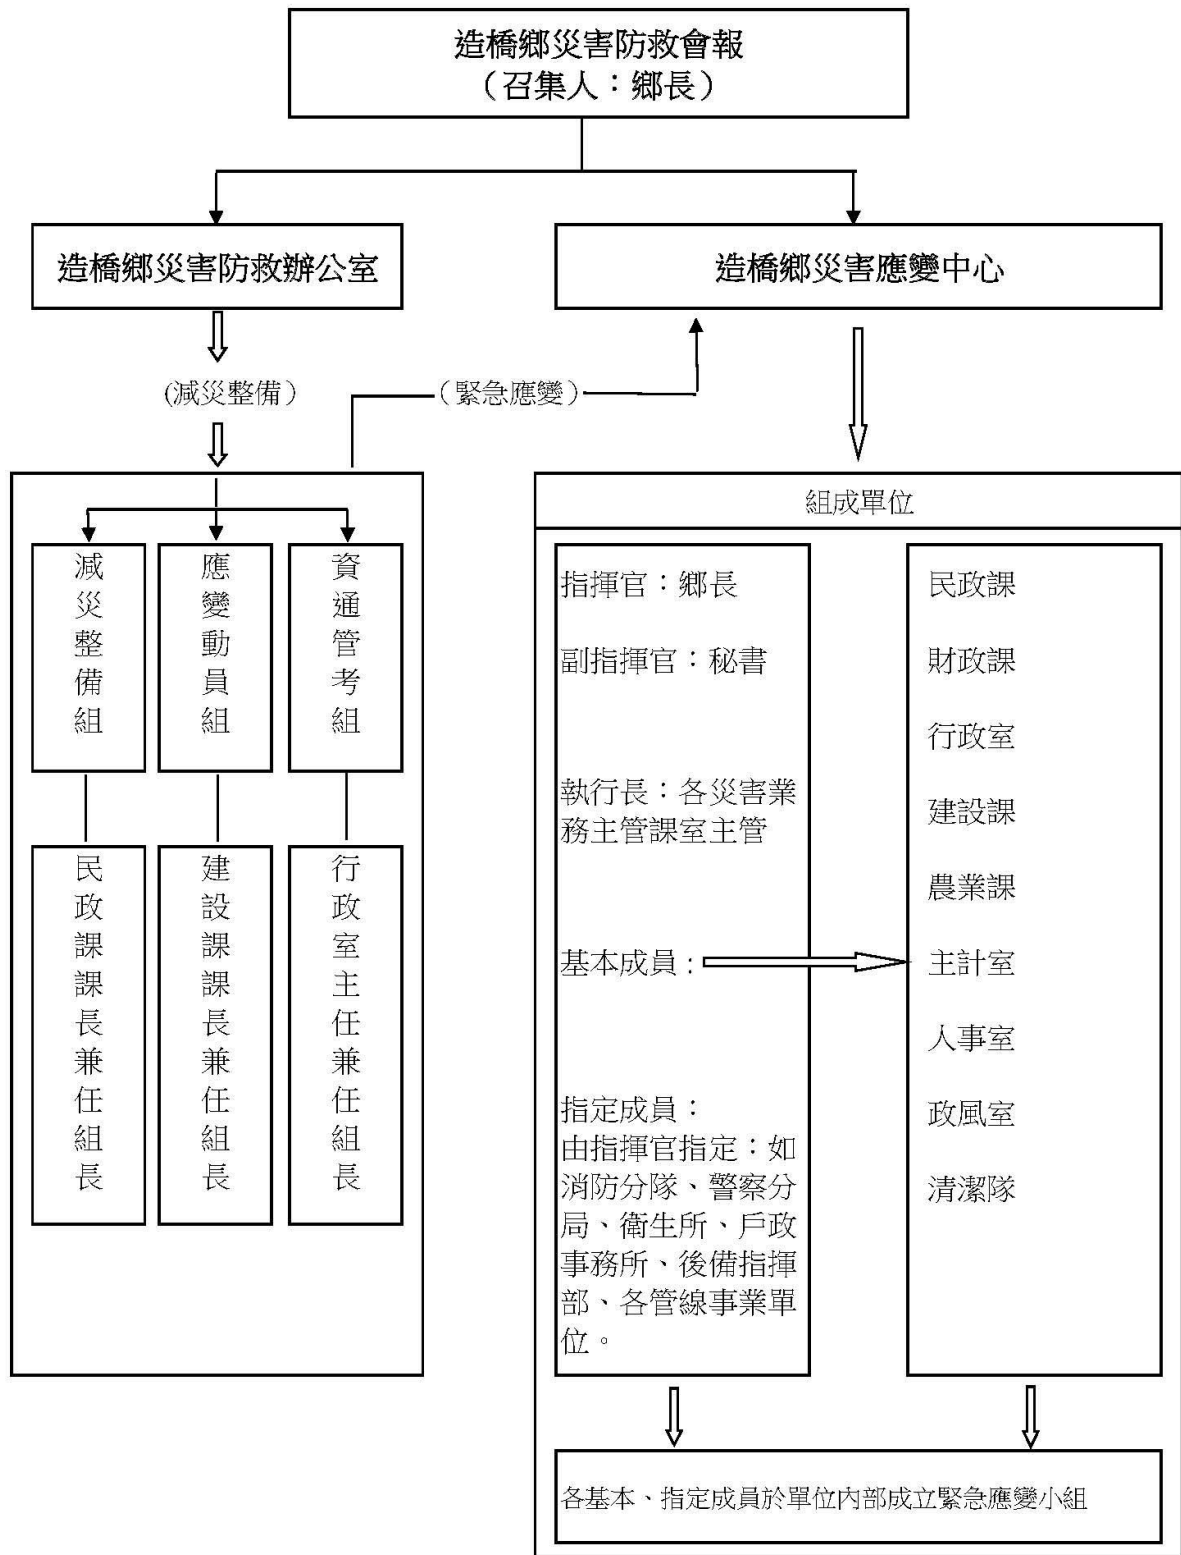 造橋鄉災害防救會報
（召集人：鄉長）
造橋鄉災害防救辦公室
造橋鄉災害應變中心
(減災整備）
（緊急應變）
減災整備組
應變動員組
資通管考組
民政課課長兼任組長
建設課課長兼任組長
行政室主任兼任組長
組成單位
指揮官：鄉長
副指揮官：秘書
執行長：各災害業
務主管課室主管
基本成員：
指定成員：
由指揮官指定：如
消防分隊、警察分
局、衛生所、戶政
事務所、後備指揮
部、各管線事業單
位。
民政課
財政課
行政室
建設課
農業課
主計室
人事室
政風室
清潔隊
各基本、指定成員於單位內部成立緊急應變小組